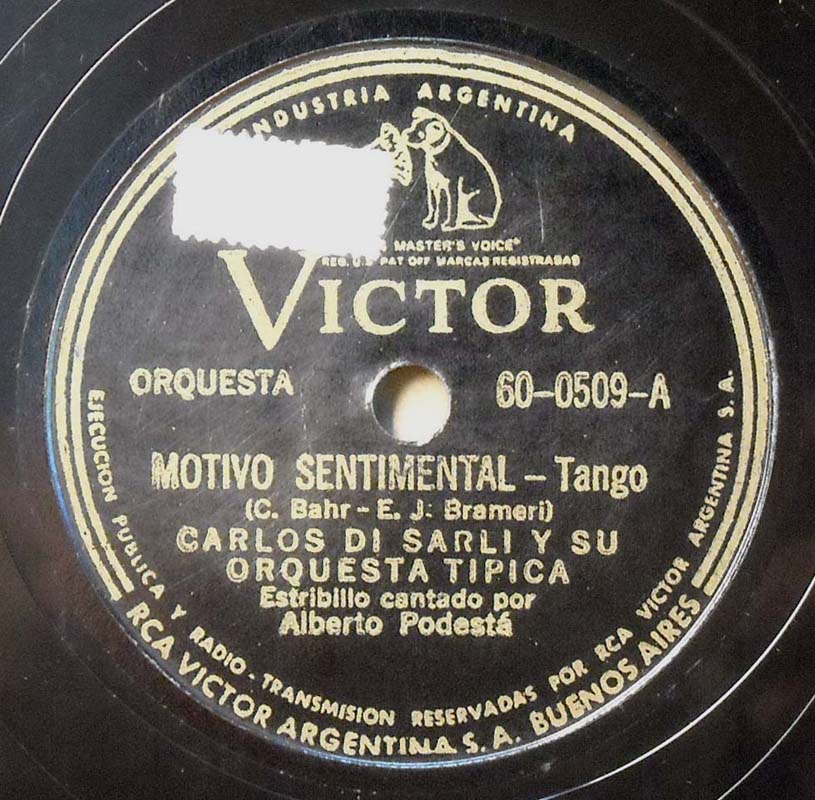 INDUSTRIA ARGENTINA
MASTER'S VOICE"
REG. U.S. PAT OFF MARCAS REGISTRADAS
VICTOR
ORQUESTA
60-0509-A
MOTIVO SENTIMENTAL - Tango
(C. Bahr - E. J. Brameri)
CARLOS DI SARLI Y SU
ORQUESTA TIPICA
Estribillo cantado por
Alberto Podestá
EJECUCION PUBLICA Y RADIO-TRANSMISION RESERVADAS POR RCA VICTOR ARGENTINA S.A.
RCA VICTOR ARGENTINA S.A. BUENOS AIRES